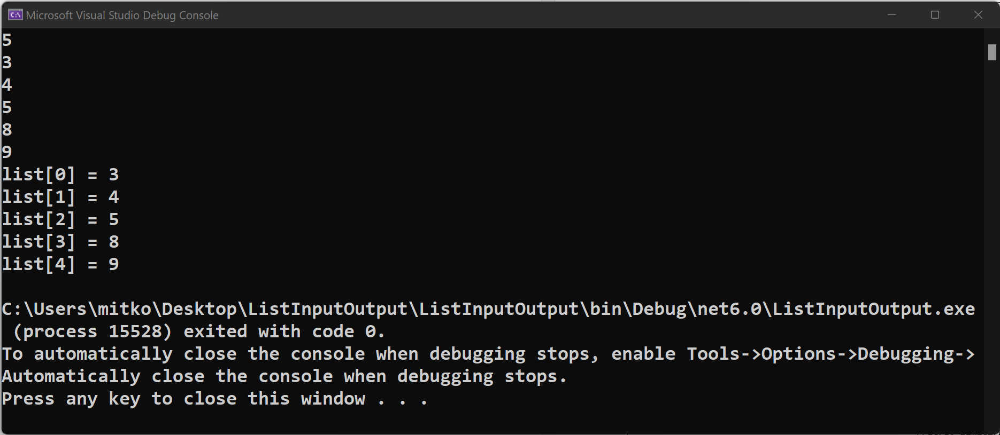 Microsoft Visual Studio Debug Console
5
3
4
5
8
9
list[0] = 3
list[1] = 4
list[2] = 5
list[3] = 8
list[4] = 9
C:\Users\mitko\Desktop\ListInputOutput\ListInputOutput\bin\Debug\net6.0\ListInputOutput.exe
 (process 15528) exited with code 0.
To automatically close the console when debugging stops, enable Tools->Options->Debugging->
Automatically close the console when debugging stops.
Press any key to close this window . . .